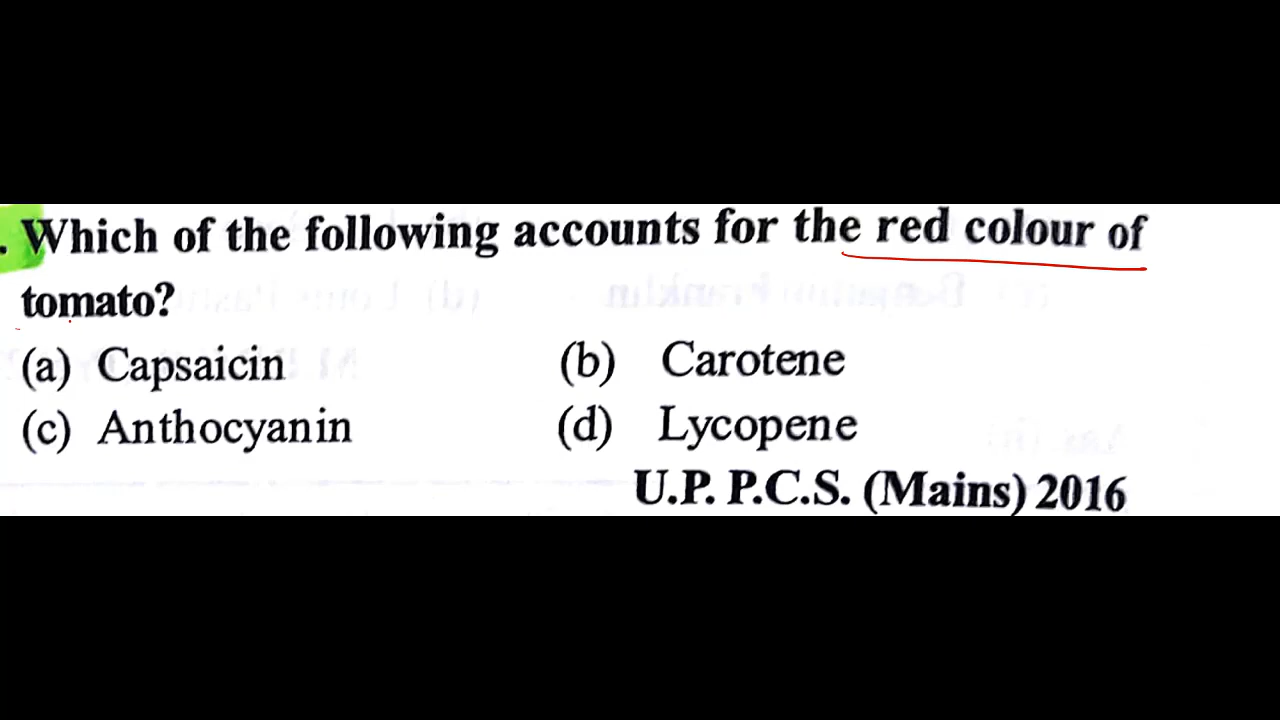 . Which of the following accounts for the red colour of
tomato?
(a) Capsaicin (b) Carotene
(c) Anthocyanin (d) Lycopene
U.P. P.C.S. (Mains) 2016